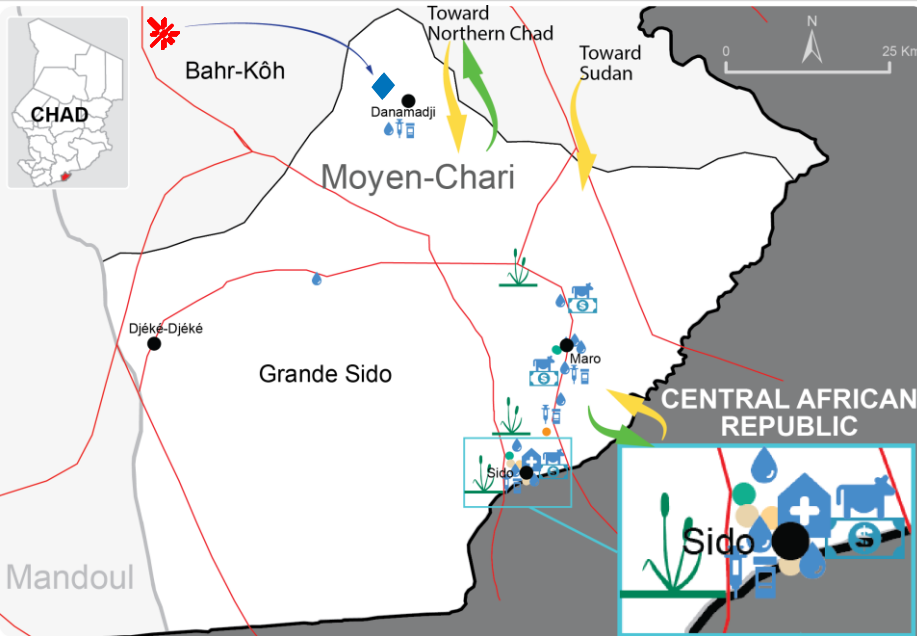 Toward
Northern Chad
N
0
25 Km
Toward
Sudan
Bahr-Kôh
CHAD
Danamadji
Moyen-Chari
Djéké-Djéké
Maro
Grande Sido
CENTRAL AFRICAN
REPUBLIC
Sido
Sido
$
$
$
Mandoul